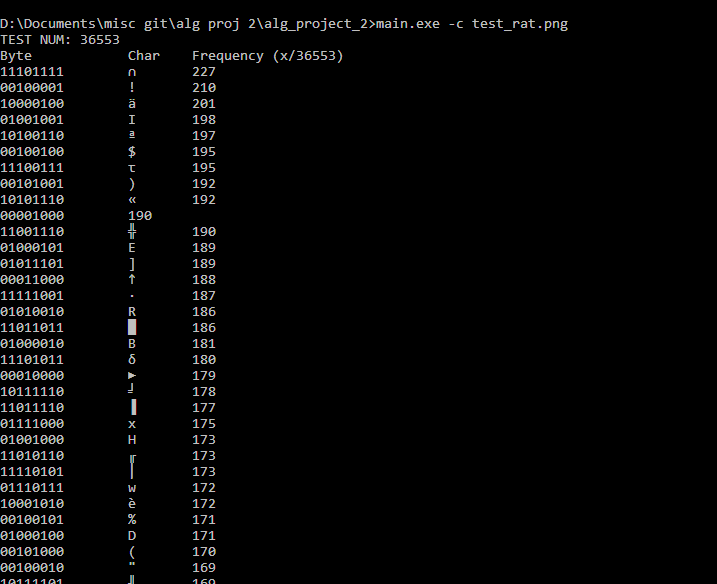 D:\Documents\misc git\alg proj 2\alg_project_2>main.exe -c test_rat.png
TEST NUM: 36553
Byte Char Frequency (x/36553)
11101111 ∩ 227
00100001 ! 210
10000100 ä 201
01001001 I 198
10100110 ª 197
00100100 $ 195
11100111 τ 195
00101001 ) 192
10101110 « 192
00001000 190
11001110 ╬ 190
01000101 E 189
01011101 ] 189
00011000 ↑ 188
11111001 ∙ 187
01010010 R 186
11011011 █ 186
01000010 B 181
11101011 δ 180
00010000 ► 179
10111110 ╛ 178
11011110 ▐ 177
01111000 x 175
01001000 H 173
11010110 ╓ 173
11110101 ⌡ 173
01110111 w 172
10001010 è 172
00100101 % 171
01000100 D 171
00101000 ( 170
00100010 " 169
10111101 ╜ 169